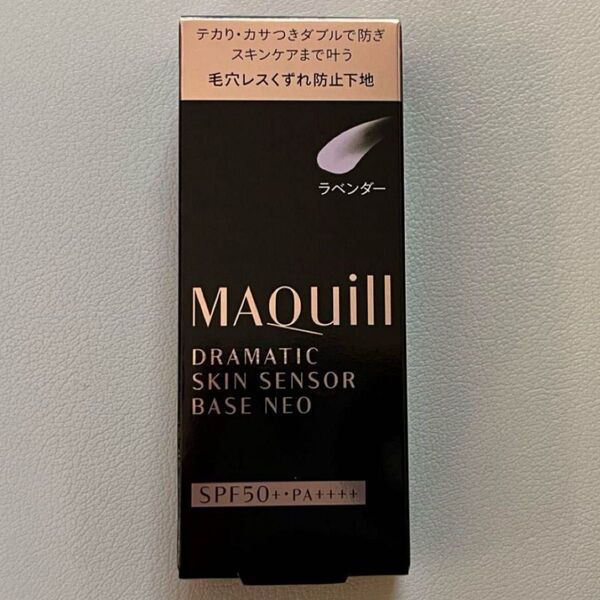 テカリ・カサつきダブルで防ぎ
スキンケアまで叶う
毛穴レスくずれ防止下地
ラベンダー
MAQuill
DRAMATIC
SKIN SENSOR
BASE NEO
SPF50+・PA++++